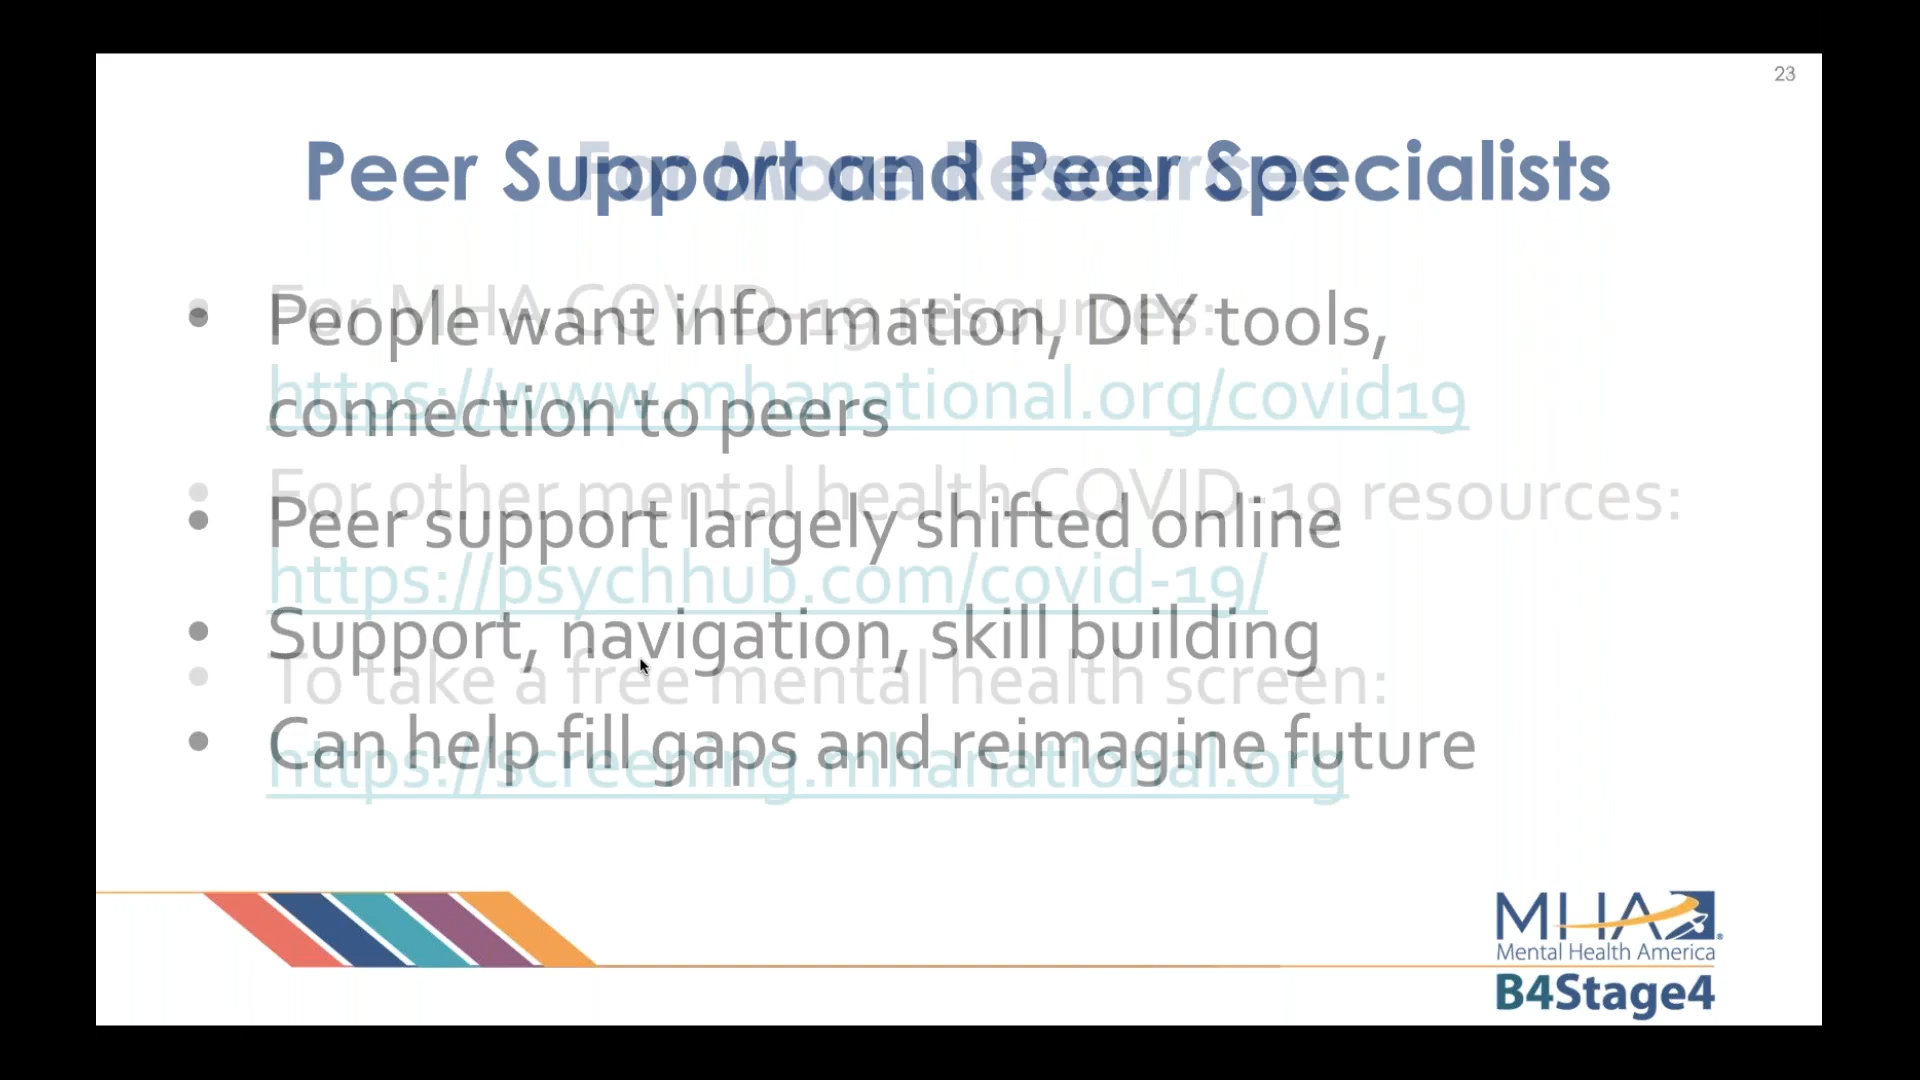 23
Peer Support and Peer Specialists
For More Resources
• People want information, DIY tools,
connection to peers
• Peer support largely shifted online
• Support, navigation, skill building
• Can help fill gaps and reimagine future
• For MHA COVID-19 resources:
https://www.mhanational.org/covid19
• For other mental health COVID-19 resources:
https://psychhub.com/covid-19/
• To take a free mental health screen:
https://screening.mhanational.org
MHA
Mental Health America
B4Stage4